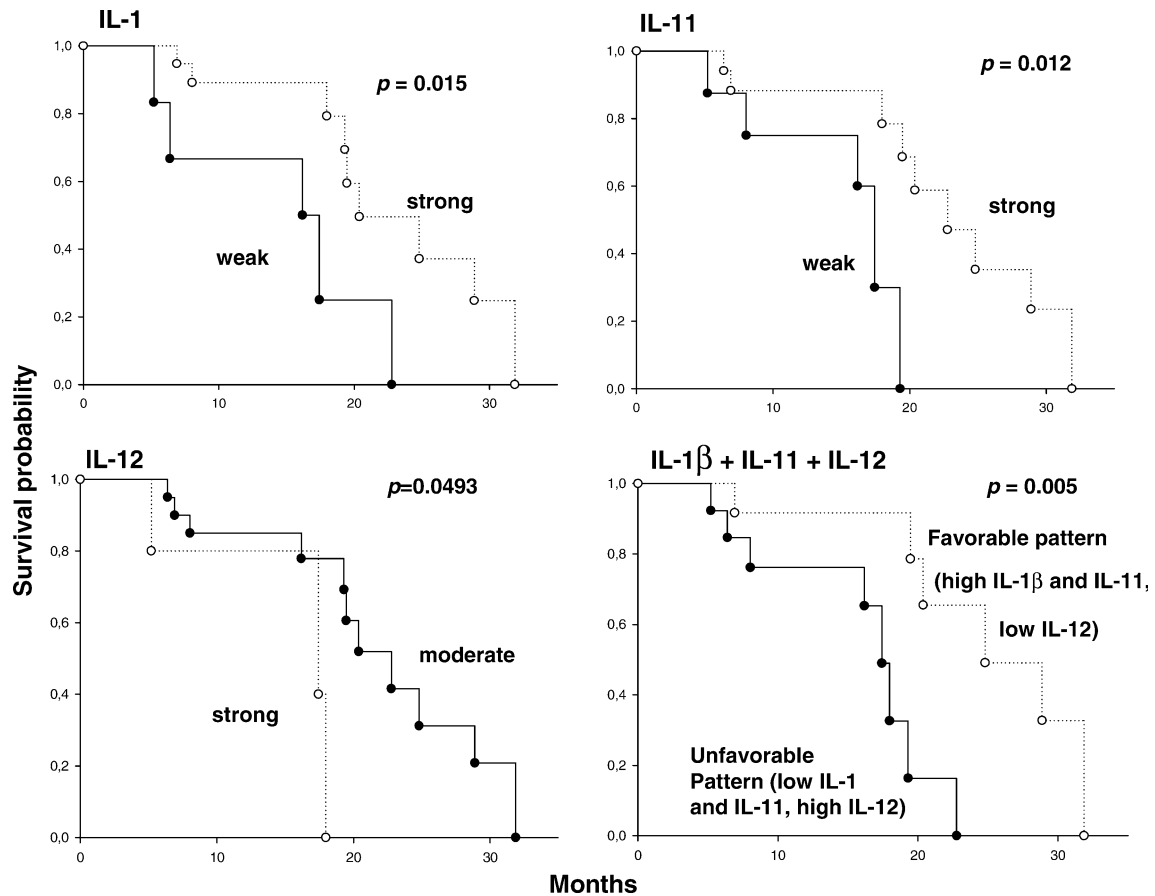 IL-1
1,0
0,8
0,6
0,4
0,2
0,0
0
10
20
30
p = 0.015
strong
weak
IL-11
1,0
0,8
0,6
0,4
0,2
0,0
0
10
20
30
p = 0.012
strong
weak
Survival probability
IL-12
1,0
0,8
0,6
0,4
0,2
0,0
0
10
20
30
p=0.0493
moderate
strong
IL-1β + IL-11 + IL-12
1,0
0,8
0,6
0,4
0,2
0,0
0
10
20
30
p = 0.005
Favorable pattern
(high IL-1β and IL-11,
low IL-12)
Unfavorable
Pattern (low IL-1
and IL-11, high IL-12)
Months